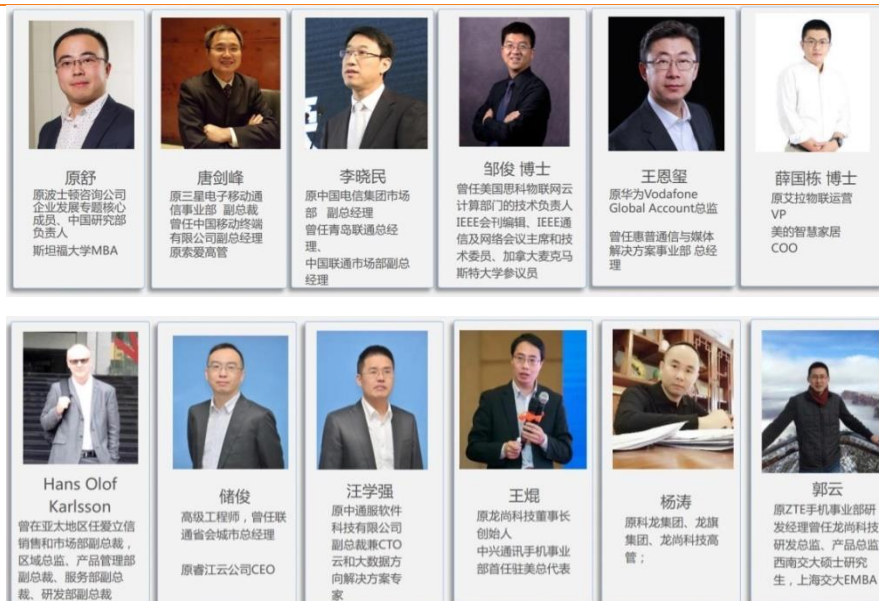 原舒
原波士顿咨询公司
企业发展专题核心
成员、中国研究部
负责人
斯坦福大学MBA
唐剑峰
原三星电子移动通
信事业部 副总裁
曾任中国移动终端
有限公司副总经理
原索爱高管
李晓民
原中国电信集团市场
部 副总经理
曾任青岛联通总经
理、
中国联通市场部副总
经理
邹俊 博士
曾任美国思科物联网云
计算部门的技术负责人
IEEE会刊编辑、IEEE通
信及网络会议主席和技
术委员、加拿大麦克马
斯特大学参议员
王恩玺
原华为Vodafone
Global Account总监
曾任惠普通信与媒体
解决方案事业部 总经
理
薛国栋 博士
原艾拉物联运营
VP
美的智慧家居
COO
Hans Olof
Karlsson
曾在亚太地区任爱立信
销售和市场部副总裁，
区域总监、产品管理部
副总裁、服务部副总
裁、研发部副总裁
储俊
高级工程师，曾任联
通省会城市总经理
原睿江云公司CEO
汪学强
原中通服软件
科技有限公司
副总裁兼CTO
云和大数据方
向解决方案专
家
王焜
原龙尚科技董事长
创始人
中兴通讯手机事业
部首任驻美总代表
杨涛
原科龙集团、龙旗
集团、龙尚科技高
管；
郭云
原ZTE手机事业部研
发经理曾任龙尚科技
研发总监、产品总监
西南交大硕士研究
生，上海交大EMBA